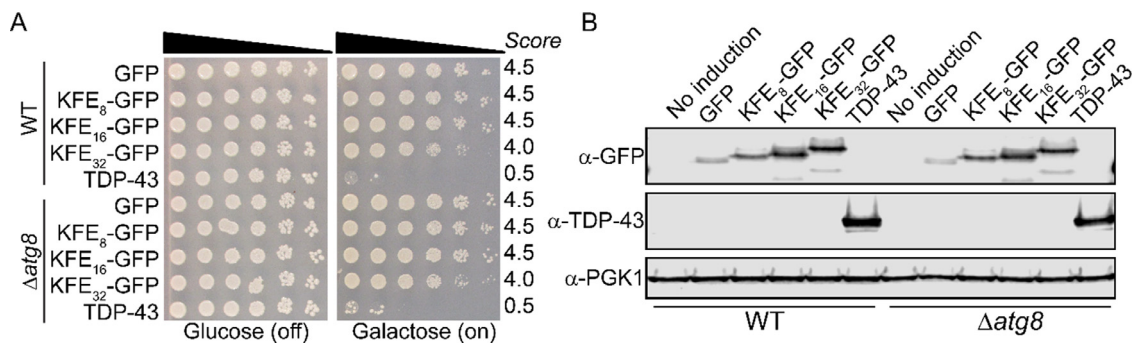 A
Score
WT
GFP 4.5
KFE8-GFP 4.5
KFE16-GFP 4.5
KFE32-GFP 4.0
TDP-43 0.5
Δatg8
GFP 4.5
KFE8-GFP 4.5
KFE16-GFP 4.5
KFE32-GFP 4.0
TDP-43 0.5
Glucose (off) Galactose (on)
B
No induction GFP KFE8-GFP KFE16-GFP KFE32-GFP TDP-43 No induction GFP KFE8-GFP KFE16-GFP KFE32-GFP TDP-43
α-GFP
α-TDP-43
α-PGK1
WT Δatg8